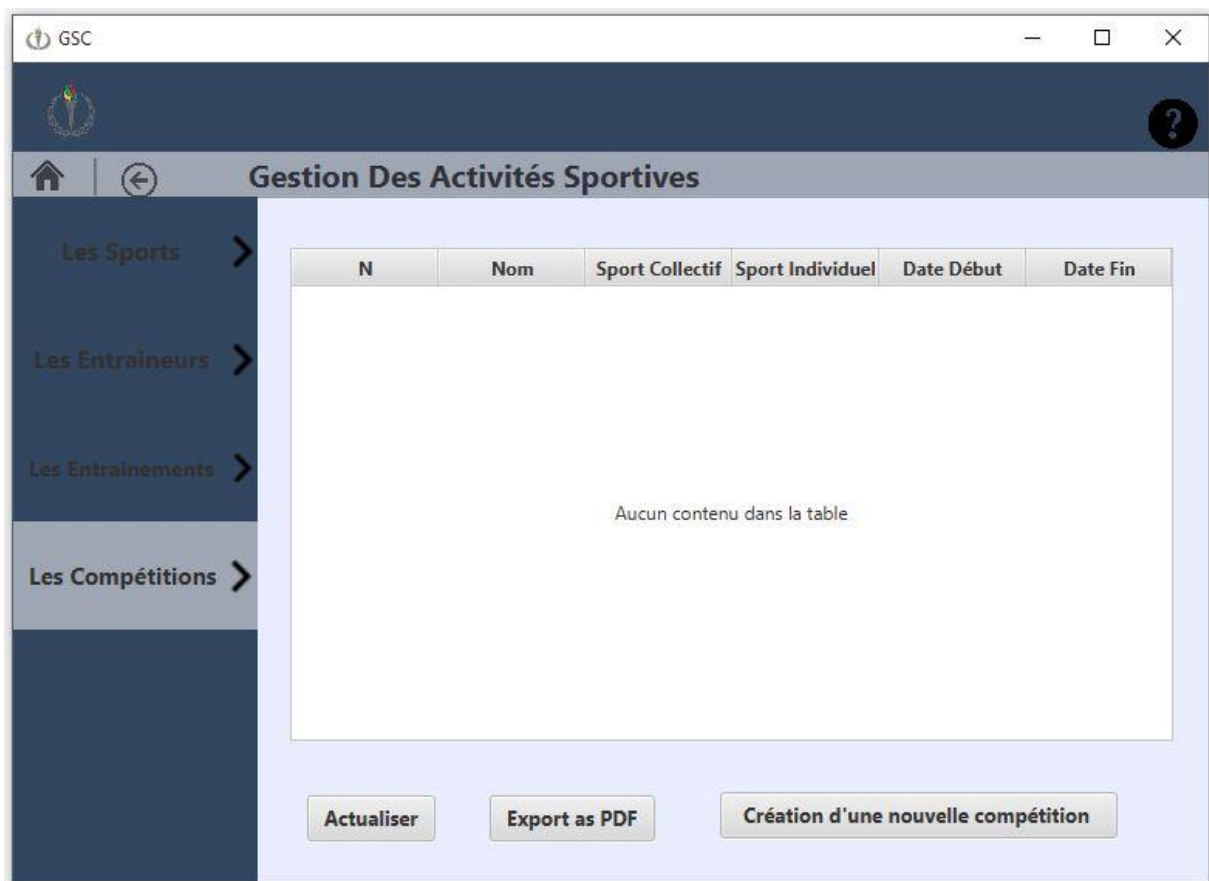 GSC
?
Gestion Des Activités Sportives
Les Sports
Les Entraineurs
Les Entrainements
Les Compétitions
N Nom Sport Collectif Sport Individuel Date Début Date Fin
Aucun contenu dans la table
Actualiser Export as PDF Création d'une nouvelle compétition